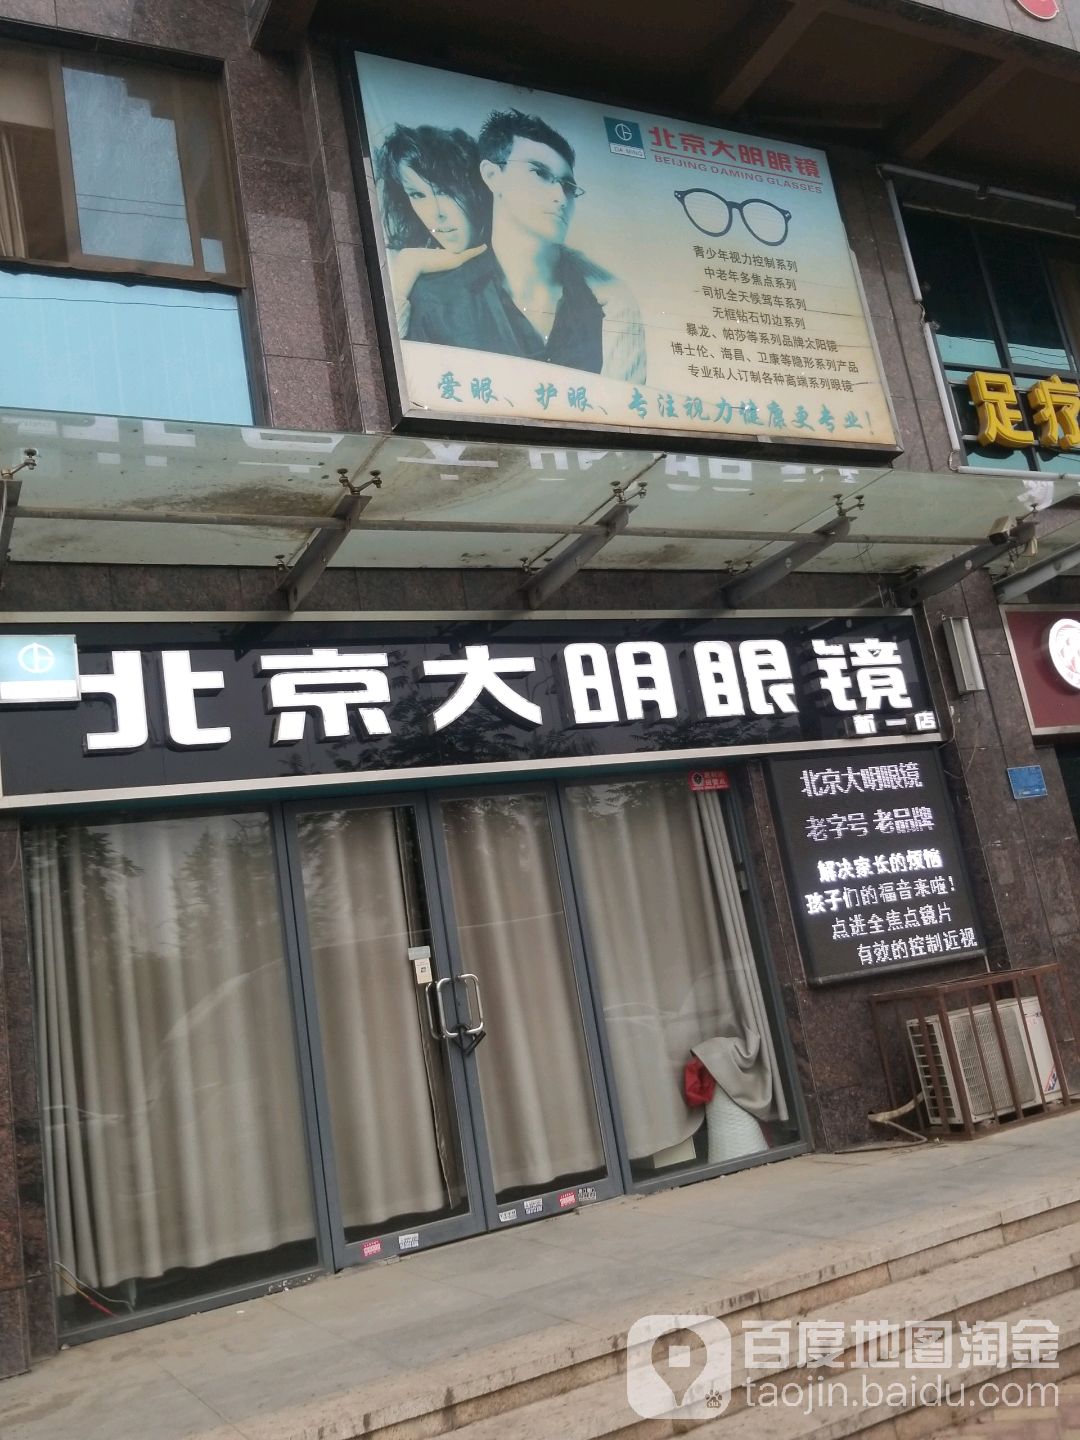 DA MING
北京大明眼镜
BEIJING DAMING GLASSES
青少年视力控制系列
中老年多焦点系列
司机全天候驾车系列
无框钻石切边系列
暴龙、帕莎等系列品牌太阳镜
博士伦、海昌、卫康等隐形系列产品
专业私人订制各种高端系列眼镜
爱眼、护眼、专注视力健康更专业!
足疗
北京大明眼镜
新一店
北京大明眼镜
老字号 老品牌
解决家长的烦恼
孩子们的福音来啦!
点进全焦点镜片
有效的控制近视
百度地图淘金
taojin.baidu.com